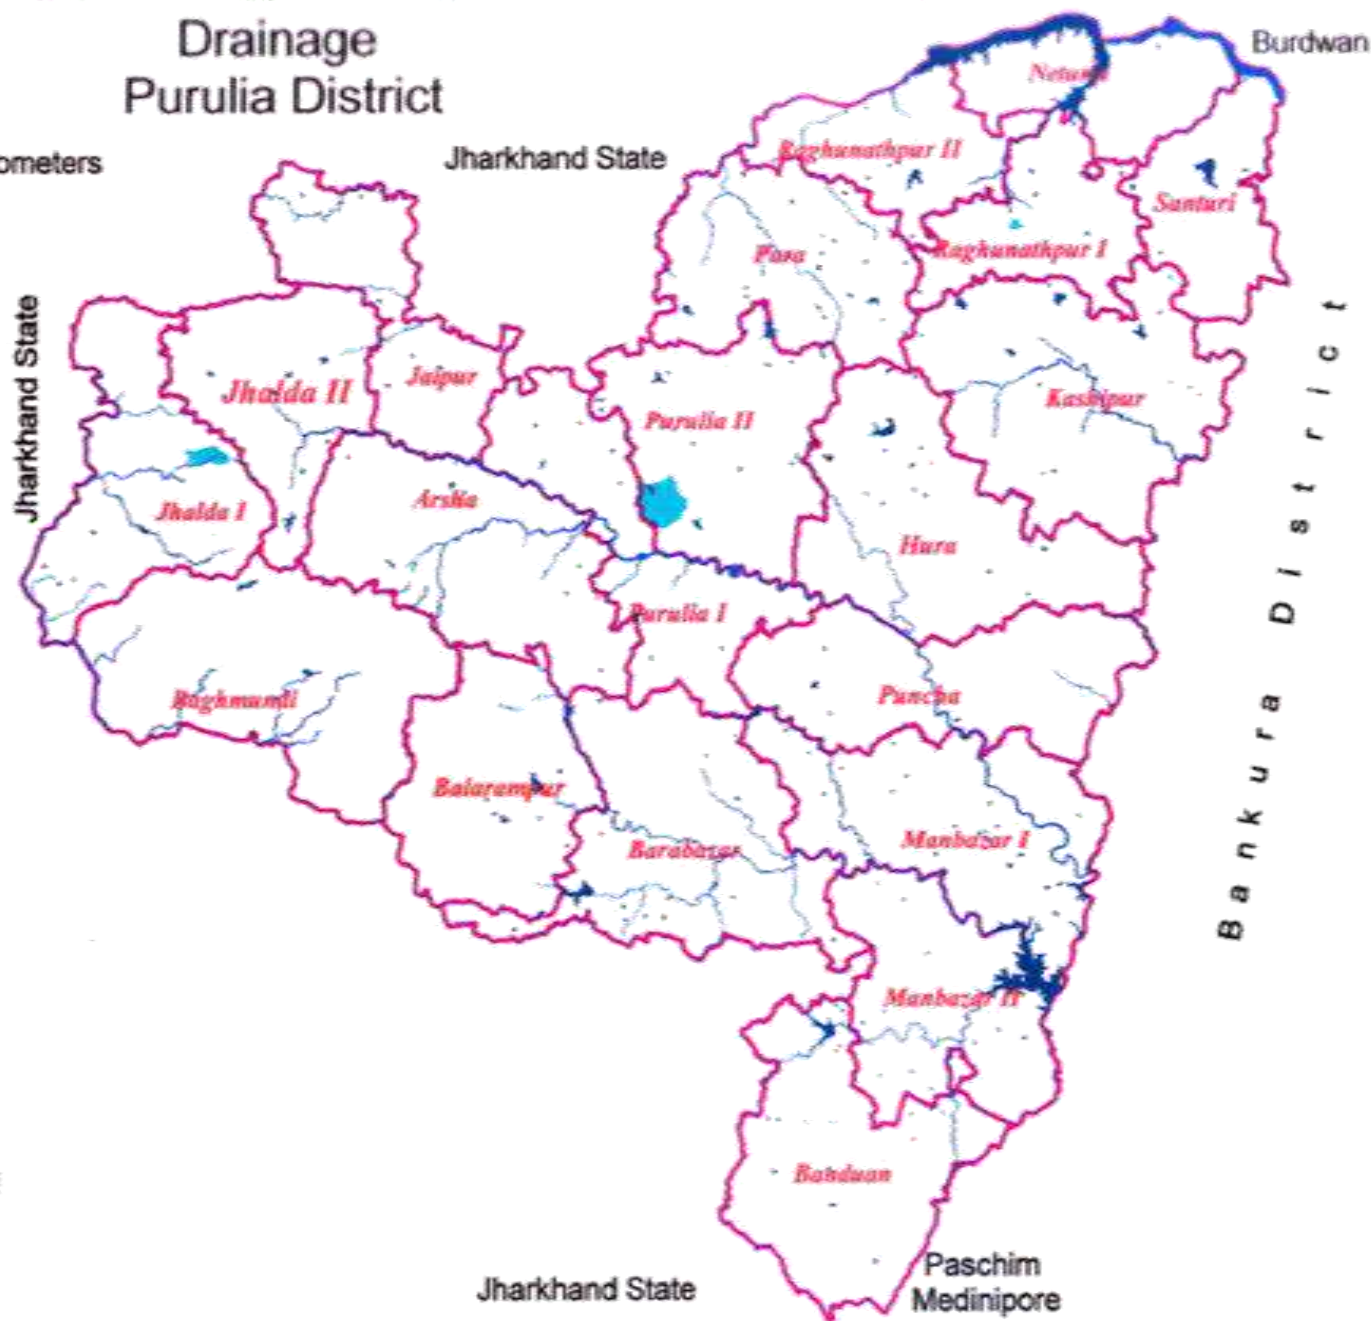 Drainage
Purulia District
Burdwan
ometers
Jharkhand State
Raghunathpur II
Santuri
Para
Raghunathpur I
Jharkhand State
Jhalda II
Jaipur
Purulia II
Kashipur
Jhalda I
Arsha
Hura
Purulia I
Baghmundi
Puncha
Balarampur
Barabazar
Manbazar I
Bankura District
Manbazar II
Banduan
Jharkhand State
Paschim
Medinipore